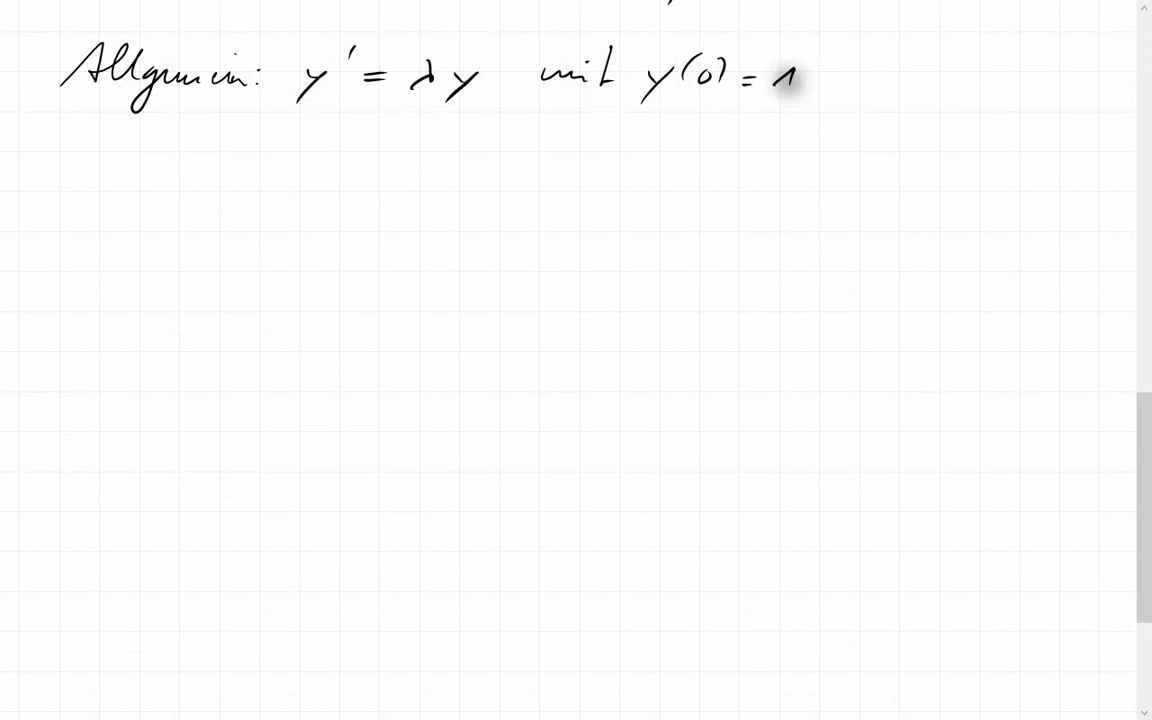 Allgemein: y' = λy mit y(0) = 1